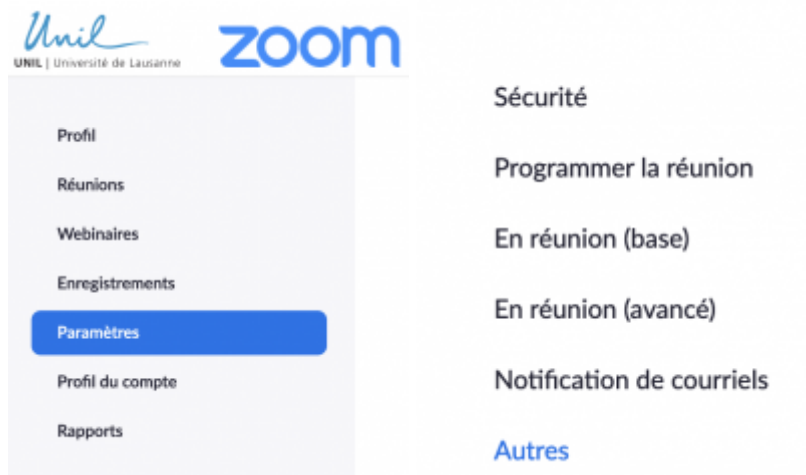 Unil
UNIL | Université de Lausanne
zoom
Profil
Réunions
Webinaires
Enregistrements
Paramètres
Profil du compte
Rapports
Sécurité
Programmer la réunion
En réunion (base)
En réunion (avancé)
Notification de courriels
Autres